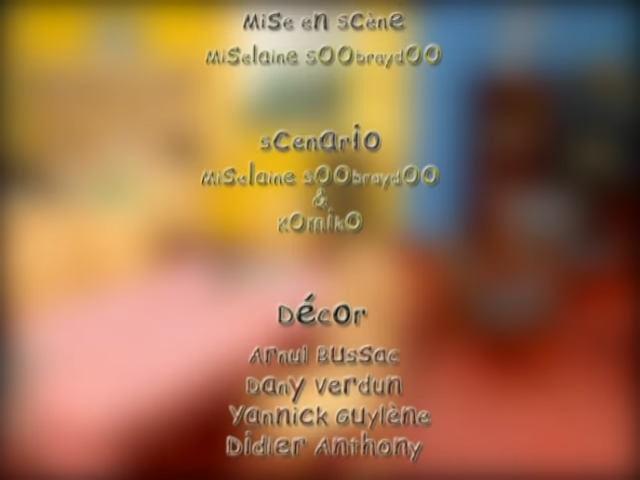 Mise en scène
Miselaine sOObraydOO
scenario
Miselaine sOObraydOO
&
Komiko
Décor
Arnul Bussac
Dany Verdun
Yannick Guylène
Didier Anthony